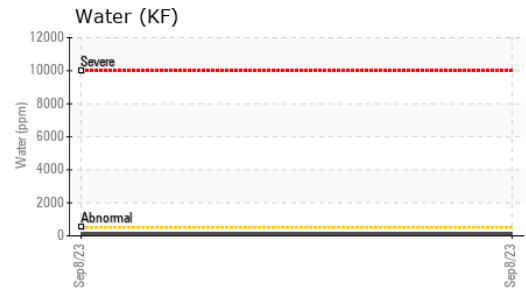 Water (KF)
12000
10000
8000
6000
4000
2000
0
Water (ppm)
Severe
Abnormal
Sep8/23
Sep8/23